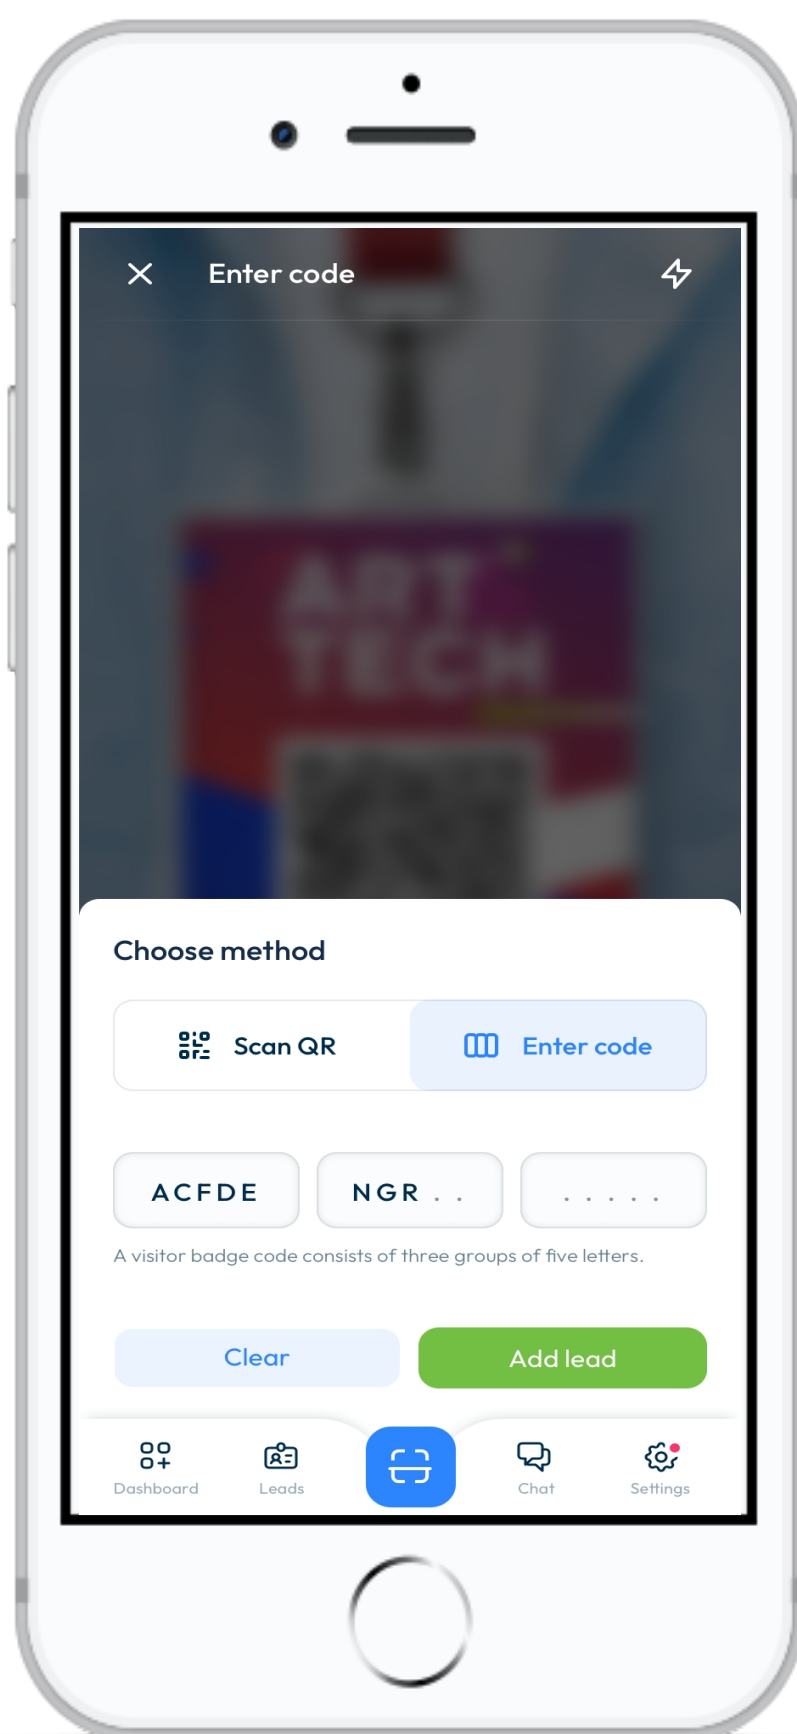 Enter code
ART
TECH
Choose method
Scan QR Enter code
ACFDE NGR . . . . . . .
A visitor badge code consists of three groups of five letters.
Clear Add lead
Dashboard Leads Chat Settings